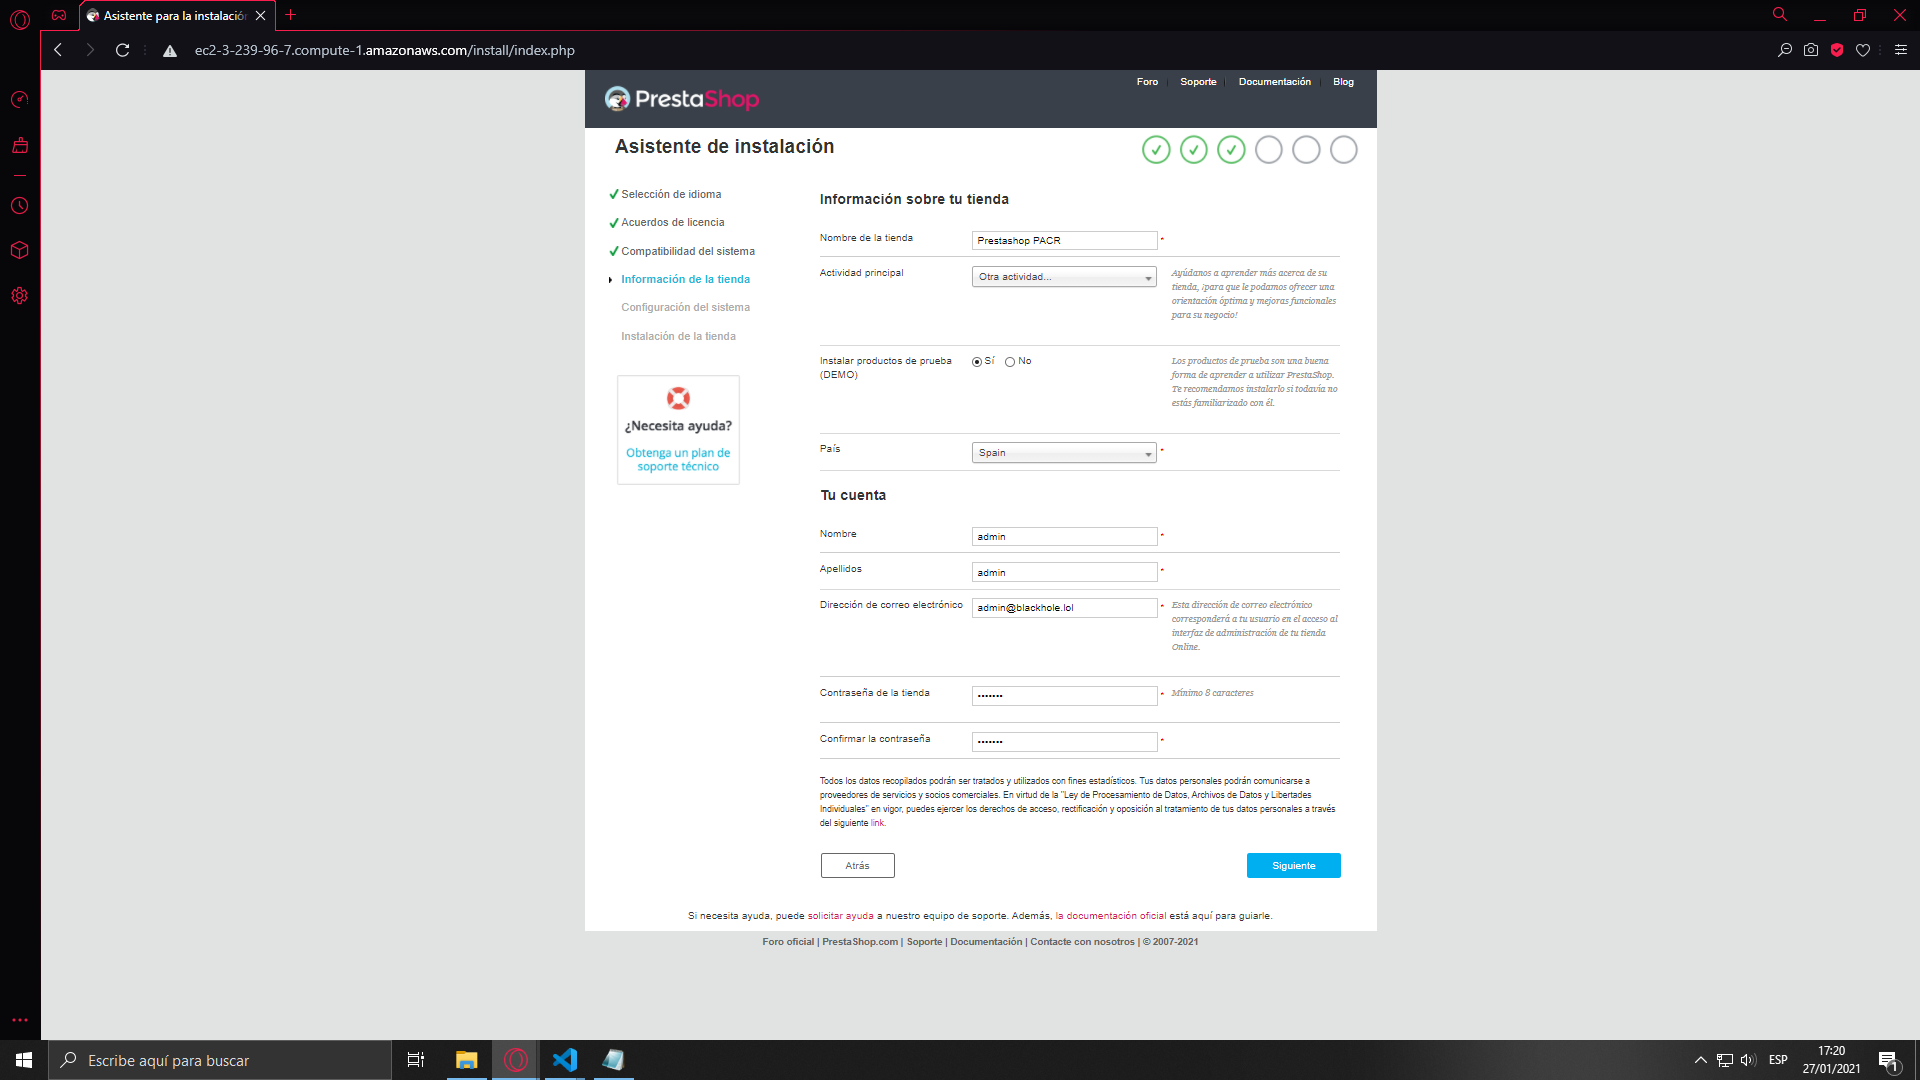 Asistente para la instalación
ec2-3-239-96-7.compute-1.amazonaws.com/install/index.php
Foro
Soporte
Documentación
Blog
PrestaShop
Asistente de instalación
Selección de idioma
Acuerdos de licencia
Compatibilidad del sistema
Información de la tienda
Configuración del sistema
Instalación de la tienda
¿Necesita ayuda?
Obtenga un plan de
soporte técnico
Información sobre tu tienda
Nombre de la tienda
Prestashop PACR
*
Actividad principal
Otra actividad...
Ayúdanos a aprender más acerca de su
tienda, ¡para que le podamos ofrecer una
orientación óptima y mejoras funcionales
para su negocio!
Instalar productos de prueba
(DEMO)
Sí
No
Los productos de prueba son una buena
forma de aprender a utilizar PrestaShop.
Te recomendamos instalarlo si todavía no
estás familiarizado con él.
País
Spain
*
Tu cuenta
Nombre
admin
*
Apellidos
admin
*
Dirección de correo electrónico
admin@blackhole.lol
*
Esta dirección de correo electrónico
corresponderá a tu usuario en el acceso al
interfaz de administración de tu tienda
Online.
Contraseña de la tienda
•••••••
*
Mínimo 8 caracteres
Confirmar la contraseña
•••••••
*
Todos los datos recopilados podrán ser tratados y utilizados con fines estadísticos. Tus datos personales podrán comunicarse a
proveedores de servicios y socios comerciales. En virtud de la "Ley de Procesamiento de Datos, Archivos de Datos y Libertades
Individuales" en vigor, puedes ejercer los derechos de acceso, rectificación y oposición al tratamiento de tus datos personales a través
del siguiente link.
Atrás
Siguiente
Si necesita ayuda, puede solicitar ayuda a nuestro equipo de soporte. Además, la documentación oficial está aquí para guiarle.
Foro oficial | PrestaShop.com | Soporte | Documentación | Contacte con nosotros | © 2007-2021
Escribe aquí para buscar
ESP
17:20
27/01/2021
1